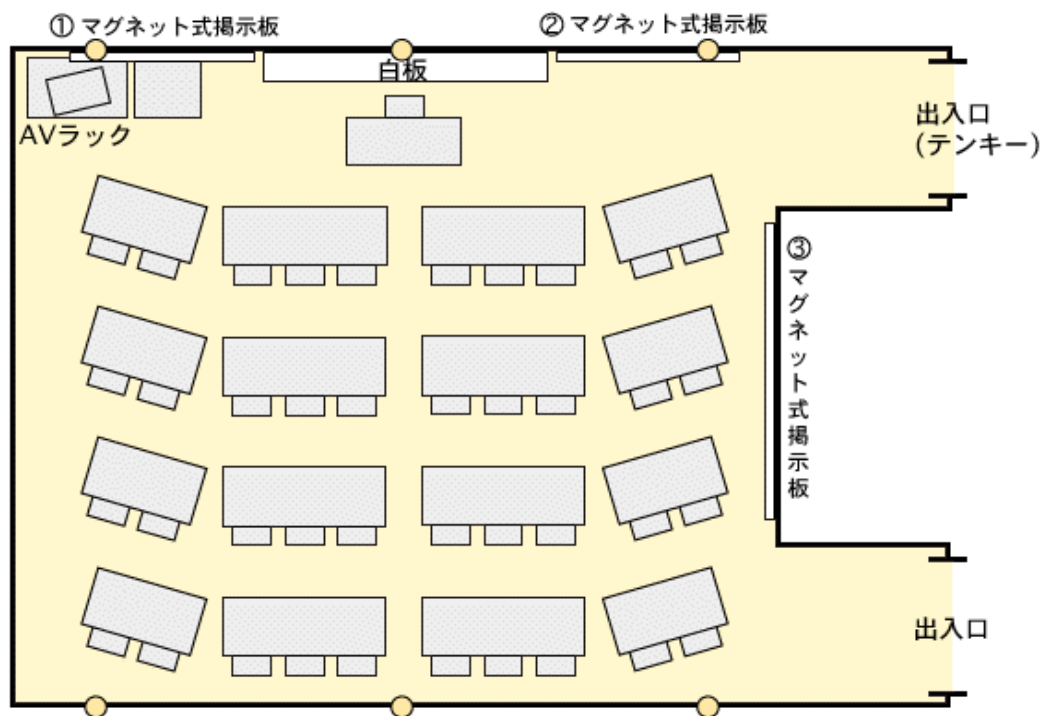 ① マグネット式掲示板
② マグネット式掲示板
白板
AVラック
出入口
(テンキー)
③マグネット式掲示板
出入口